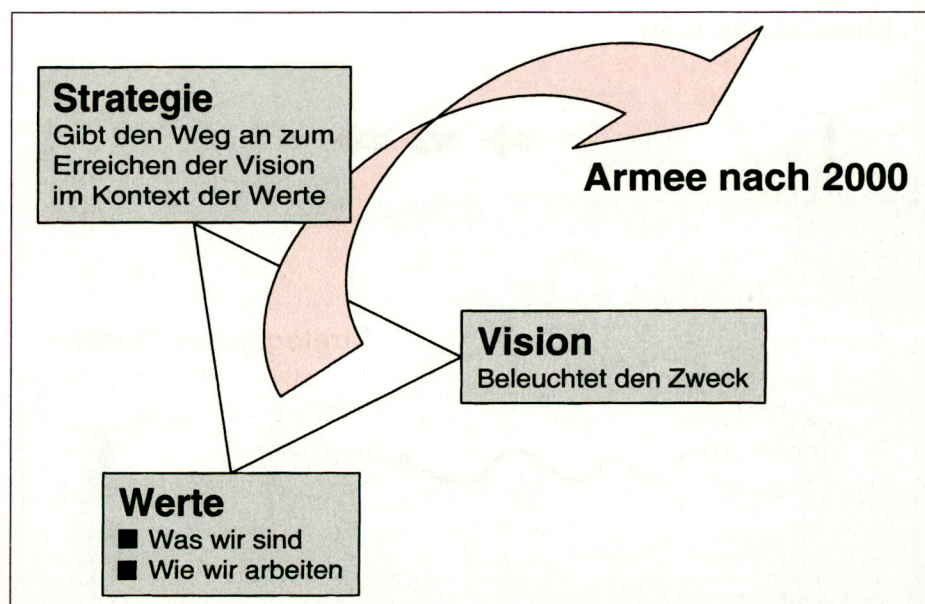 Strategie
Gibt den Weg an zum
Erreichen der Vision
im Kontext der Werte
Armee nach 2000
Vision
Beleuchtet den Zweck
Werte
■ Was wir sind
■ Wie wir arbeiten